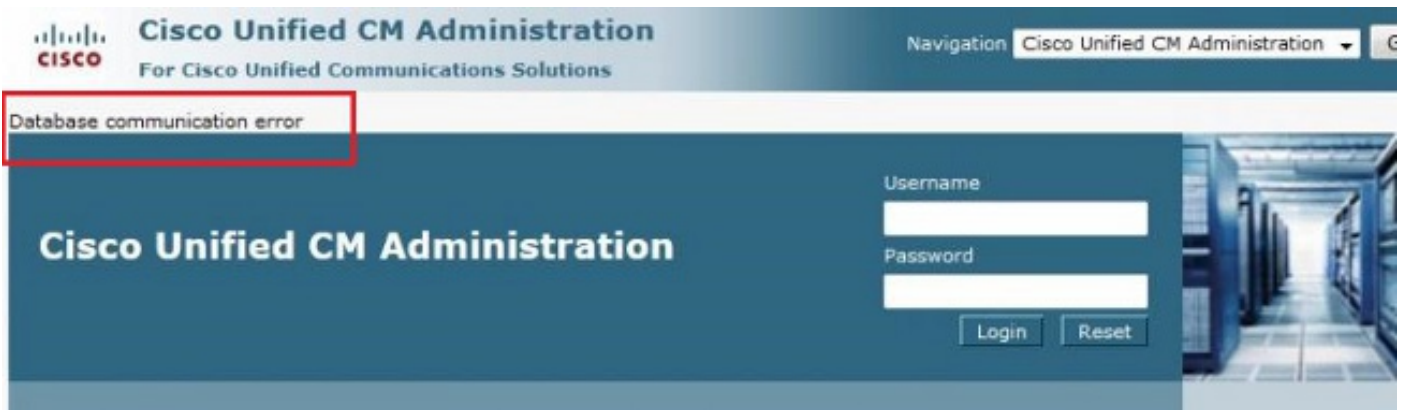 CISCO
Cisco Unified CM Administration
For Cisco Unified Communications Solutions
Navigation Cisco Unified CM Administration
Database communication error
Cisco Unified CM Administration
Username
Password
Login Reset